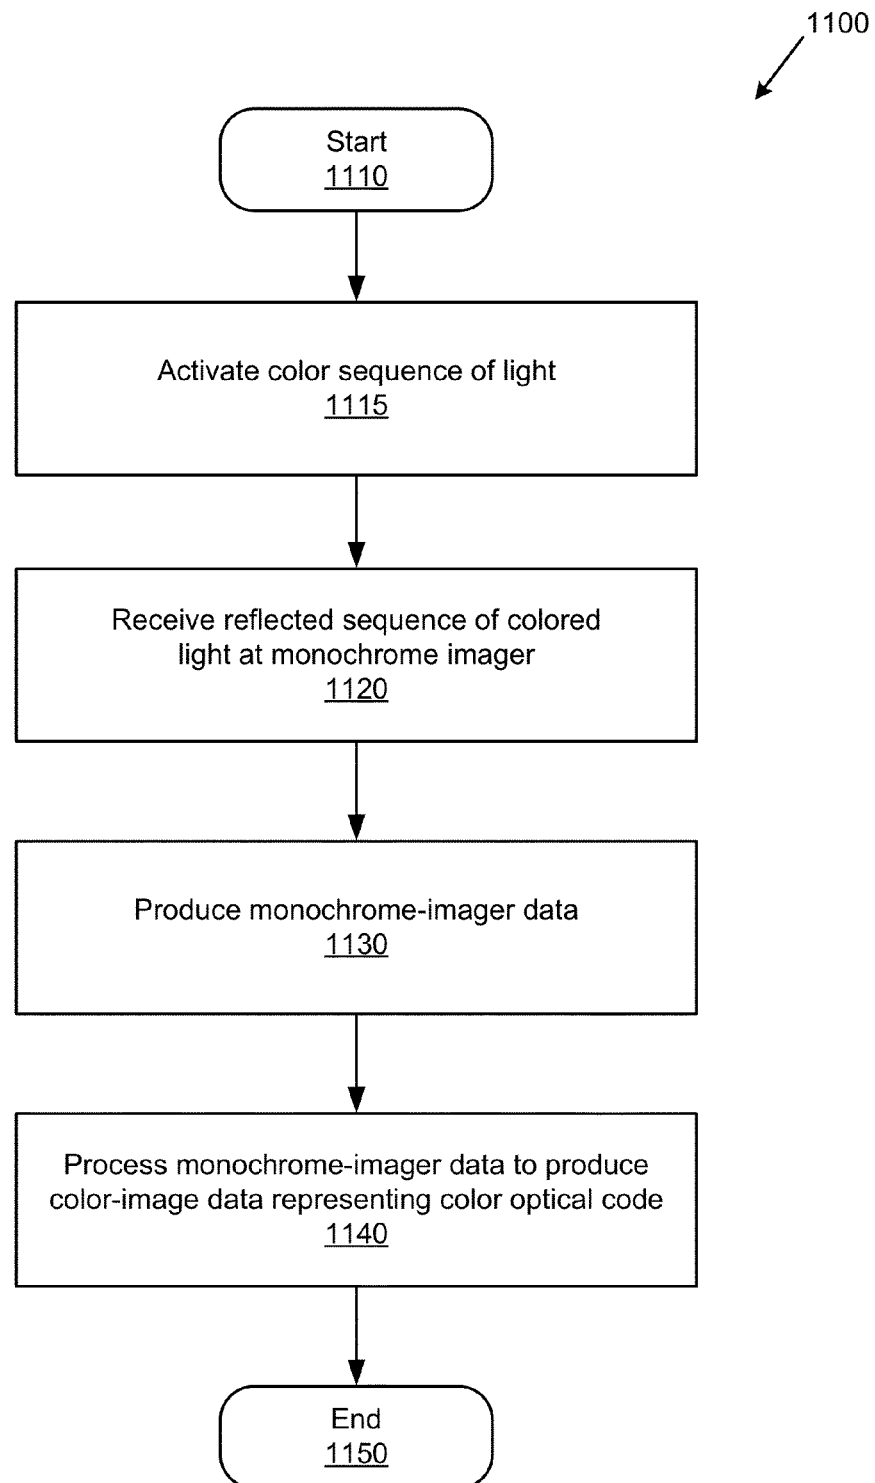 1100
Start
1110
Activate color sequence of light
1115
Receive reflected sequence of colored
light at monochrome imager
1120
Produce monochrome-imager data
1130
Process monochrome-imager data to produce
color-image data representing color optical code
1140
End
1150